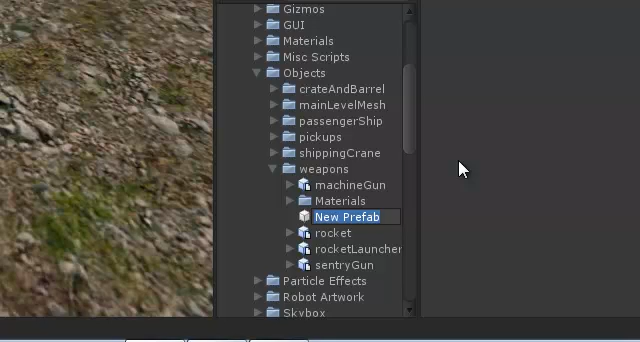 Gizmos
GUI
Materials
Misc Scripts
Objects
crateAndBarrel
mainLevelMesh
passengerShip
pickups
shippingCrane
weapons
machineGun
Materials
New Prefab
rocket
rocketLauncher
sentryGun
Particle Effects
Robot Artwork
Skybox